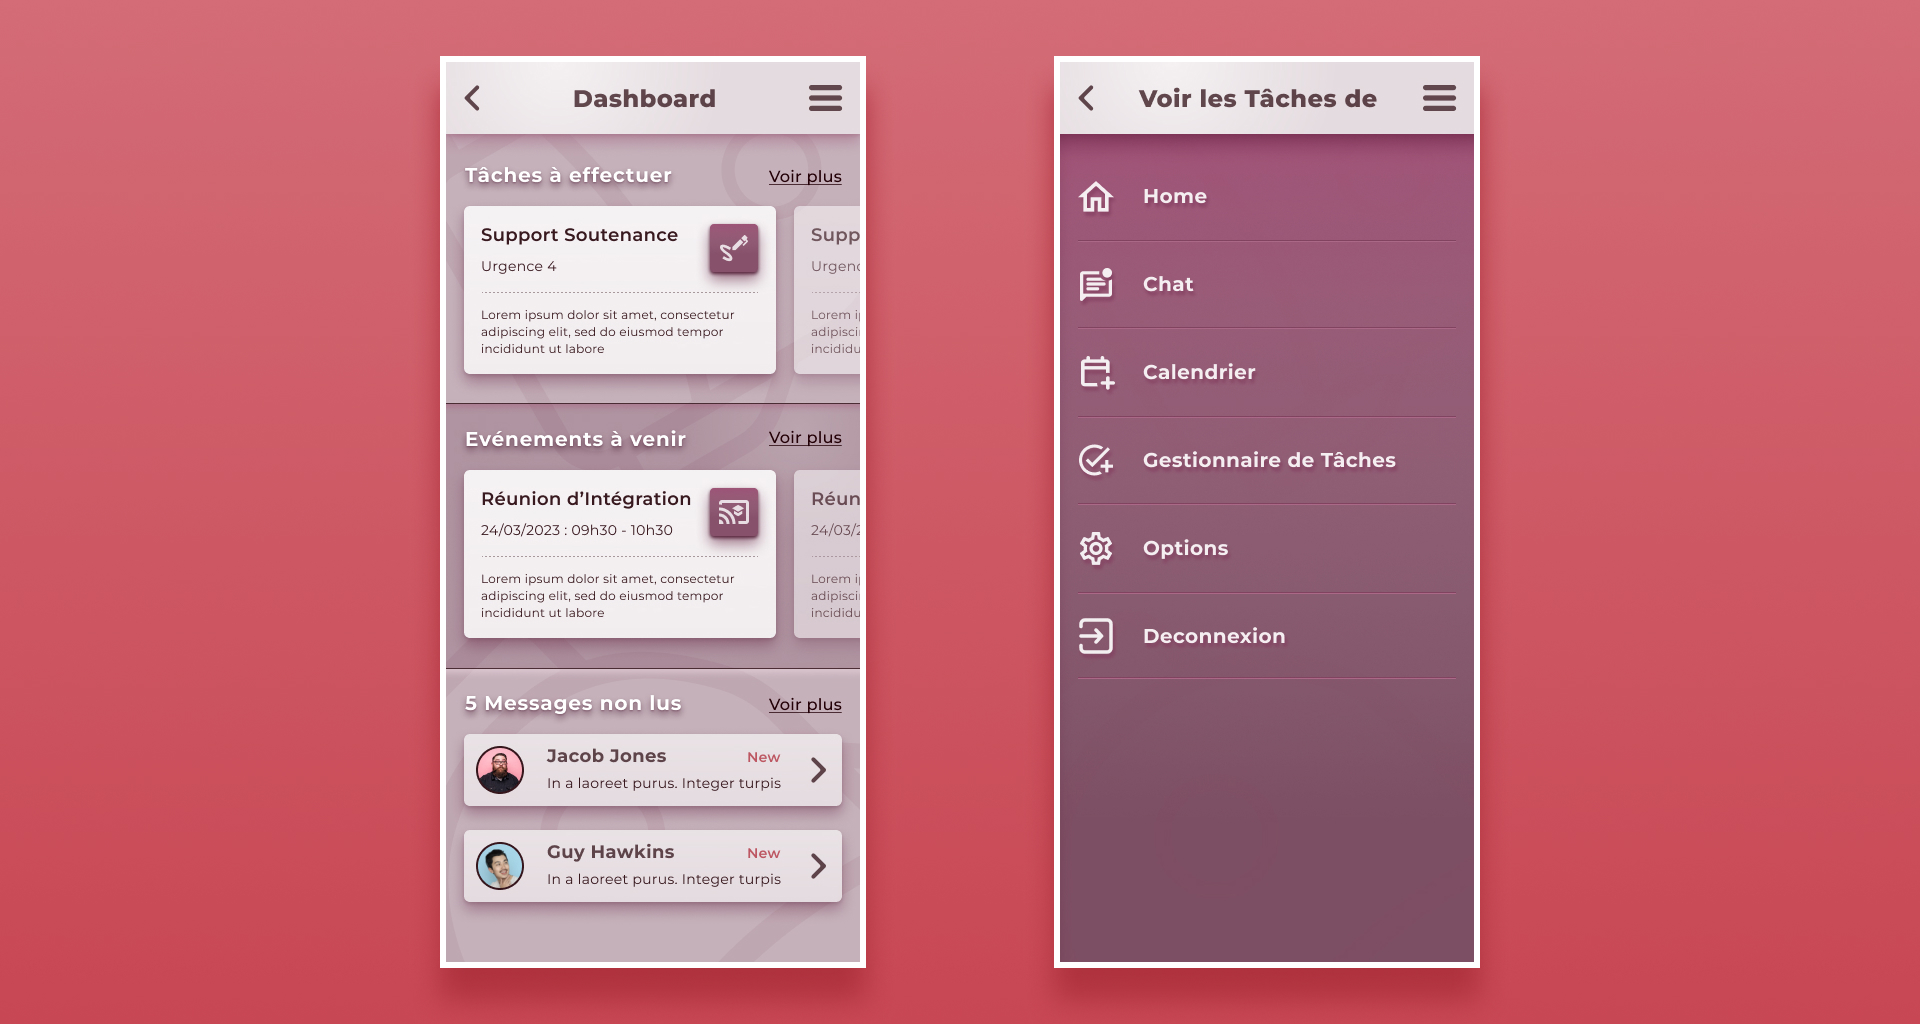 Dashboard
Tâches à effectuer
Voir plus
Support Soutenance
Urgence 4
Lorem ipsum dolor sit amet, consectetur
adipiscing elit, sed do eiusmod tempor
incididunt ut labore
Supp
Urgenc
Lorem i
adipisci
incididu
Evénements à venir
Voir plus
Réunion d’Intégration
24/03/2023 : 09h30 - 10h30
Lorem ipsum dolor sit amet, consectetur
adipiscing elit, sed do eiusmod tempor
incididunt ut labore
Réun
24/03/2
Lorem i
adipisci
incididu
5 Messages non lus
Voir plus
Jacob Jones
New
In a laoreet purus. Integer turpis
Guy Hawkins
New
In a laoreet purus. Integer turpis
Voir les Tâches de
Home
Chat
Calendrier
Gestionnaire de Tâches
Options
Deconnexion